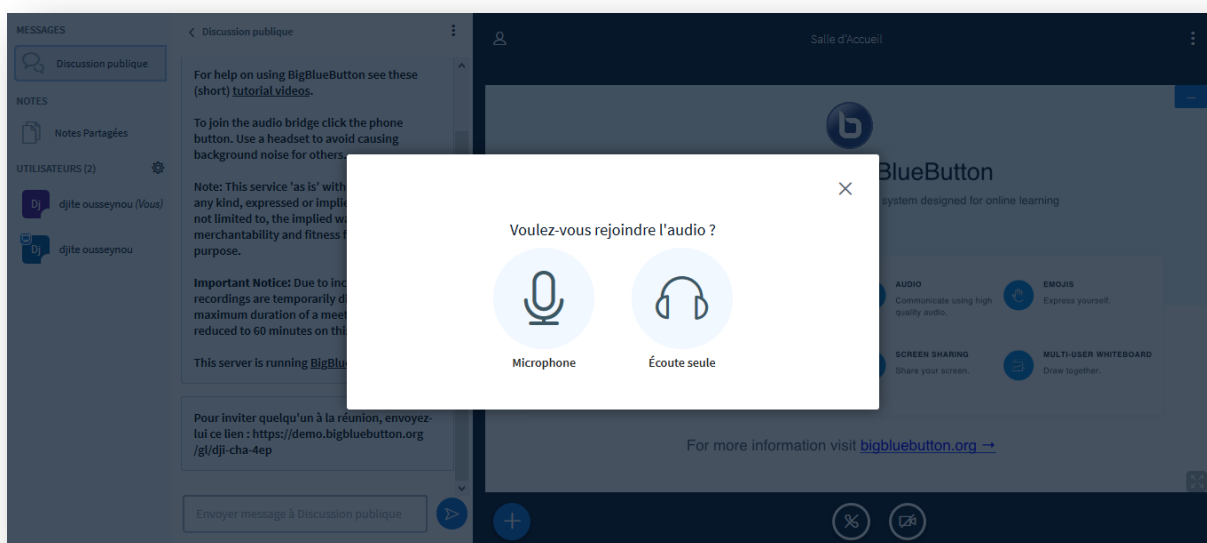 MESSAGES
Discussion publique
NOTES
Notes Partagées
UTILISATEURS (2)
Dj djite ousseynou (Vous)
Dj djite ousseynou
Discussion publique
For help on using BigBlueButton see these
(short) tutorial videos.
To join the audio bridge click the phone
button. Use a headset to avoid causing
background noise for others.
Note: This service 'as is' with
any kind, expressed or implie
not limited to, the implied wa
merchantability and fitness f
purpose.
Important Notice: Due to inc
recordings are temporarily di
maximum duration of a meet
reduced to 60 minutes on thi
This server is running BigBlu
Pour inviter quelqu'un à la réunion, envoyez-
lui ce lien : https://demo.bigbluebutton.org
/gl/dji-cha-4ep
Envoyer message à Discussion publique
Salle d'Accueil
BlueButton
system designed for online learning
AUDIO
Communicate using high
quality audio.
EMOJIS
Express yourself.
SCREEN SHARING
Share your screen.
MULTI-USER WHITEBOARD
Draw together.
For more information visit bigbluebutton.org →
Voulez-vous rejoindre l'audio ?
Microphone
Écoute seule